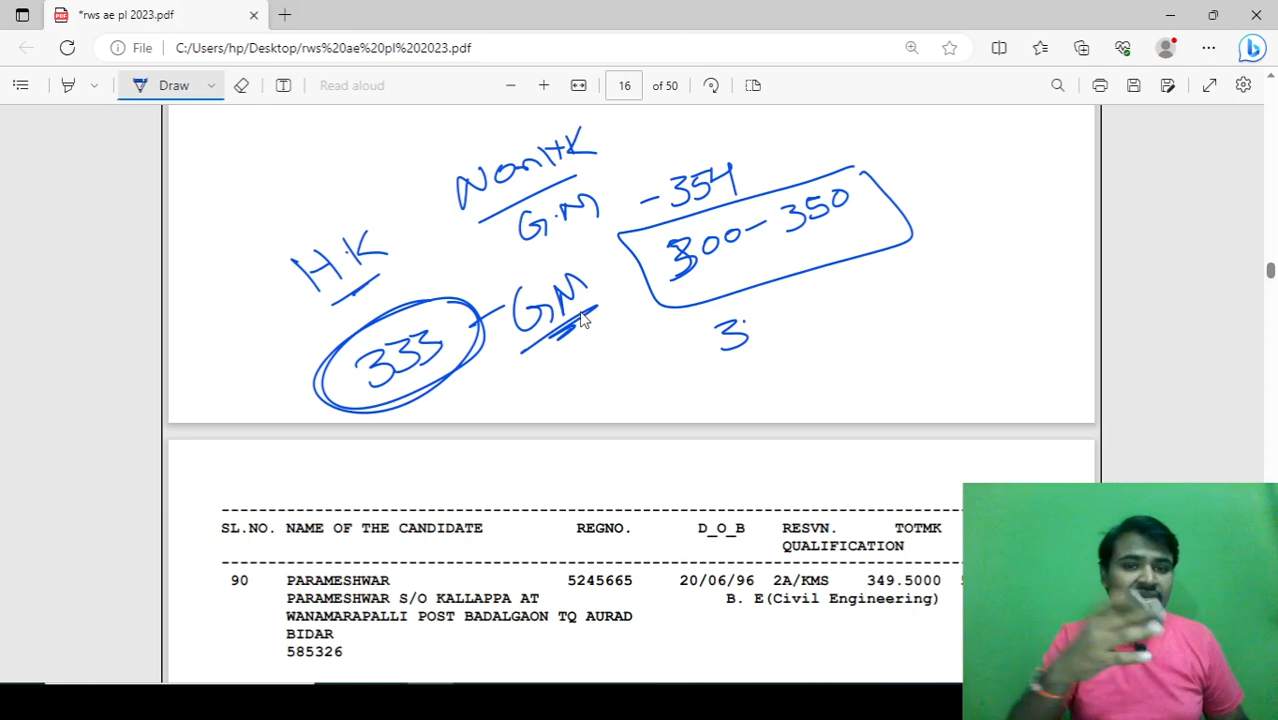 *rws ae pl 2023.pdf
File C:/Users/hp/Desktop/rws%20ae%20pl%202023.pdf
Draw Read aloud 16 of 50
NonHK
G.M - 354
300 - 350
H.K
333 - GM
3
SL.NO. NAME OF THE CANDIDATE REGNO. D_O_B RESVN. TOTMK
QUALIFICATION
90 PARAMESHWAR 5245665 20/06/96 2A/KMS 349.5000
PARAMESHWAR S/O KALLAPPA AT B. E(Civil Engineering)
WANAMARAPALLI POST BADALGAON TQ AURAD
BIDAR
585326